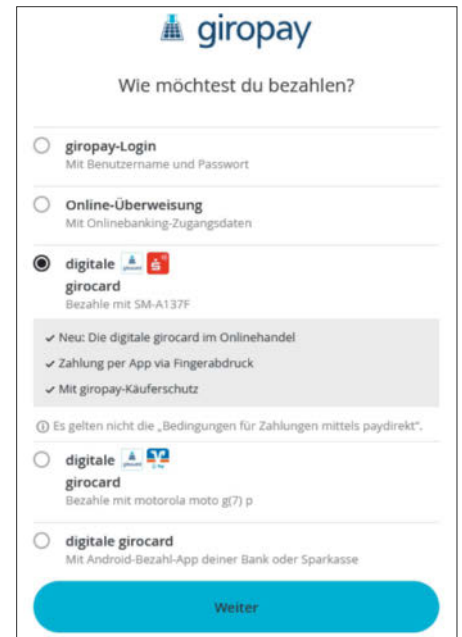 giropay
Wie möchtest du bezahlen?
giropay-Login
Mit Benutzername und Passwort
Online-Überweisung
Mit Onlinebanking-Zugangsdaten
digitale
girocard
Bezahle mit SM-A137F
✓ Neu: Die digitale girocard im Onlinehandel
✓ Zahlung per App via Fingerabdruck
✓ Mit giropay-Käuferschutz
Es gelten nicht die „Bedingungen für Zahlungen mittels paydirekt“.
digitale
girocard
Bezahle mit motorola moto g(7) p
digitale girocard
Mit Android-Bezahl-App deiner Bank oder Sparkasse
Weiter